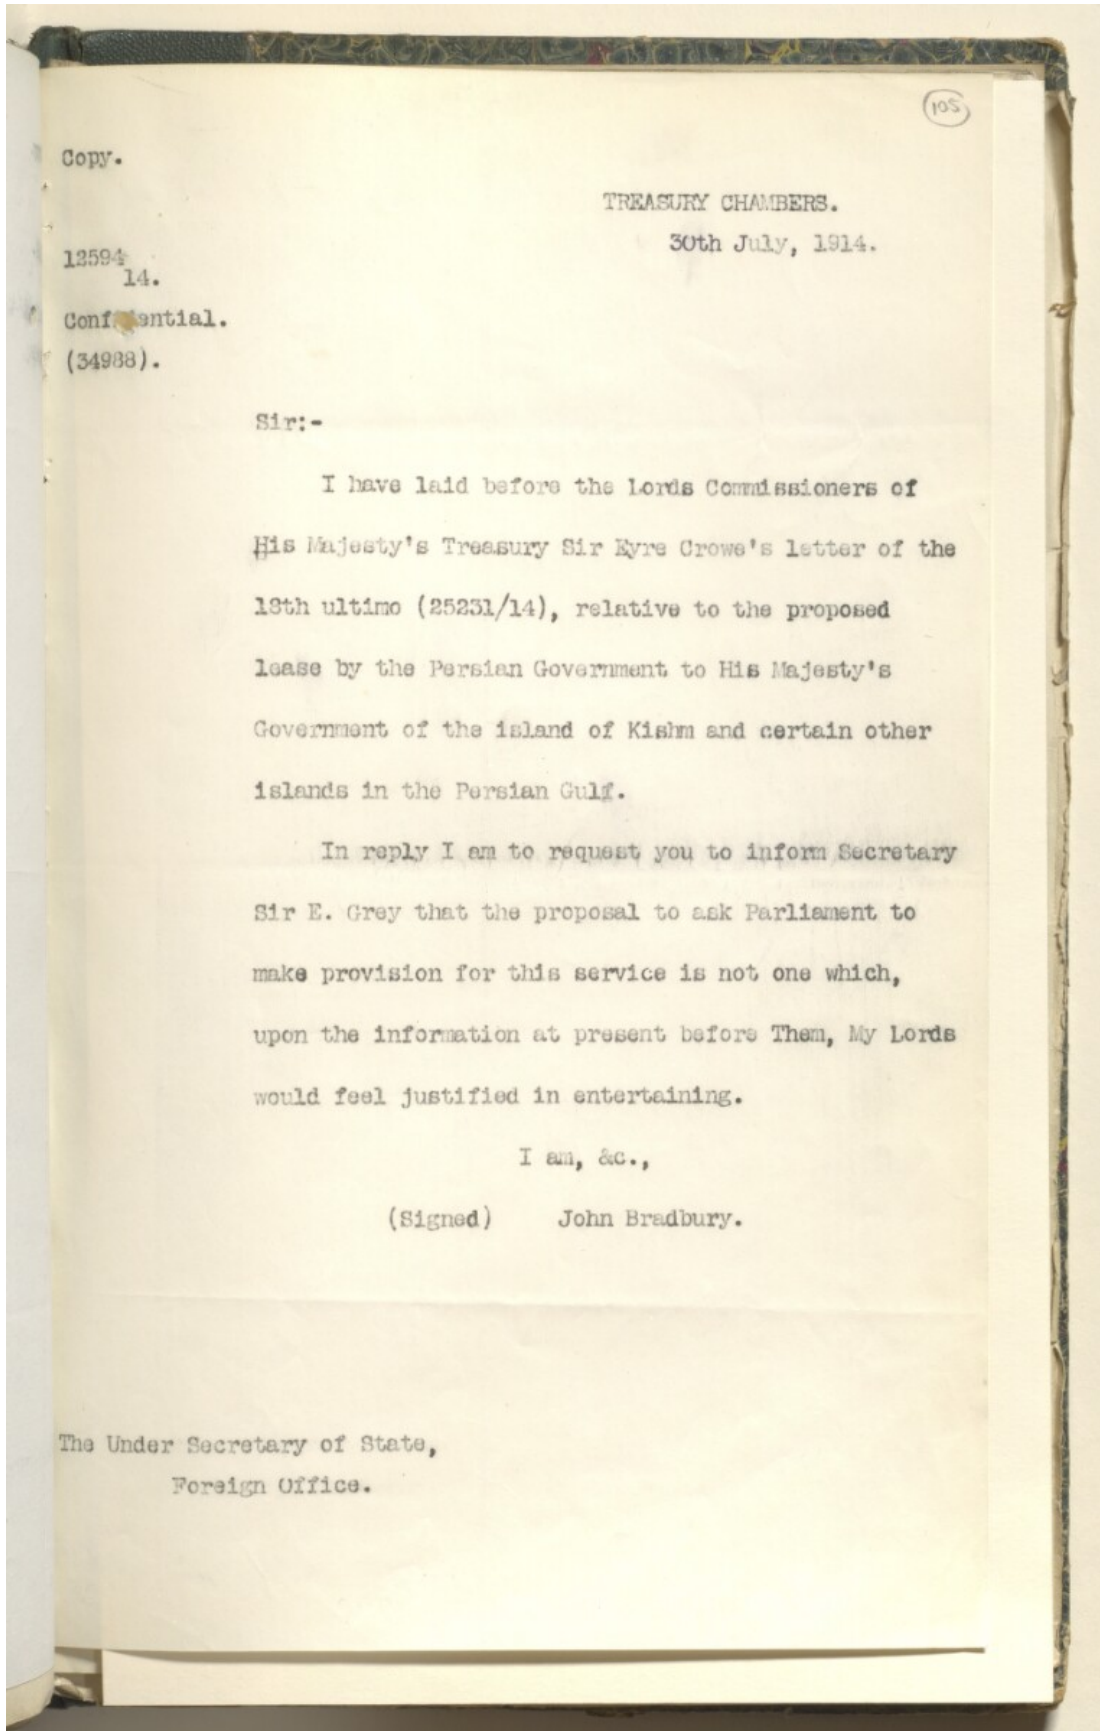 105
Copy.
TREASURY CHAMBERS.
30th July, 1914.
12594
14.
Confidential.
(34988).
Sir:-
I have laid before the Lords Commissioners of
His Majesty's Treasury Sir Eyre Crowe's letter of the
18th ultimo (25231/14), relative to the proposed
lease by the Persian Government to His Majesty's
Government of the island of Kishm and certain other
islands in the Persian Gulf.
In reply I am to request you to inform Secretary
Sir E. Grey that the proposal to ask Parliament to
make provision for this service is not one which,
upon the information at present before Them, My Lords
would feel justified in entertaining.
I am, &c.,
(Signed) John Bradbury.
The Under Secretary of State,
Foreign Office.